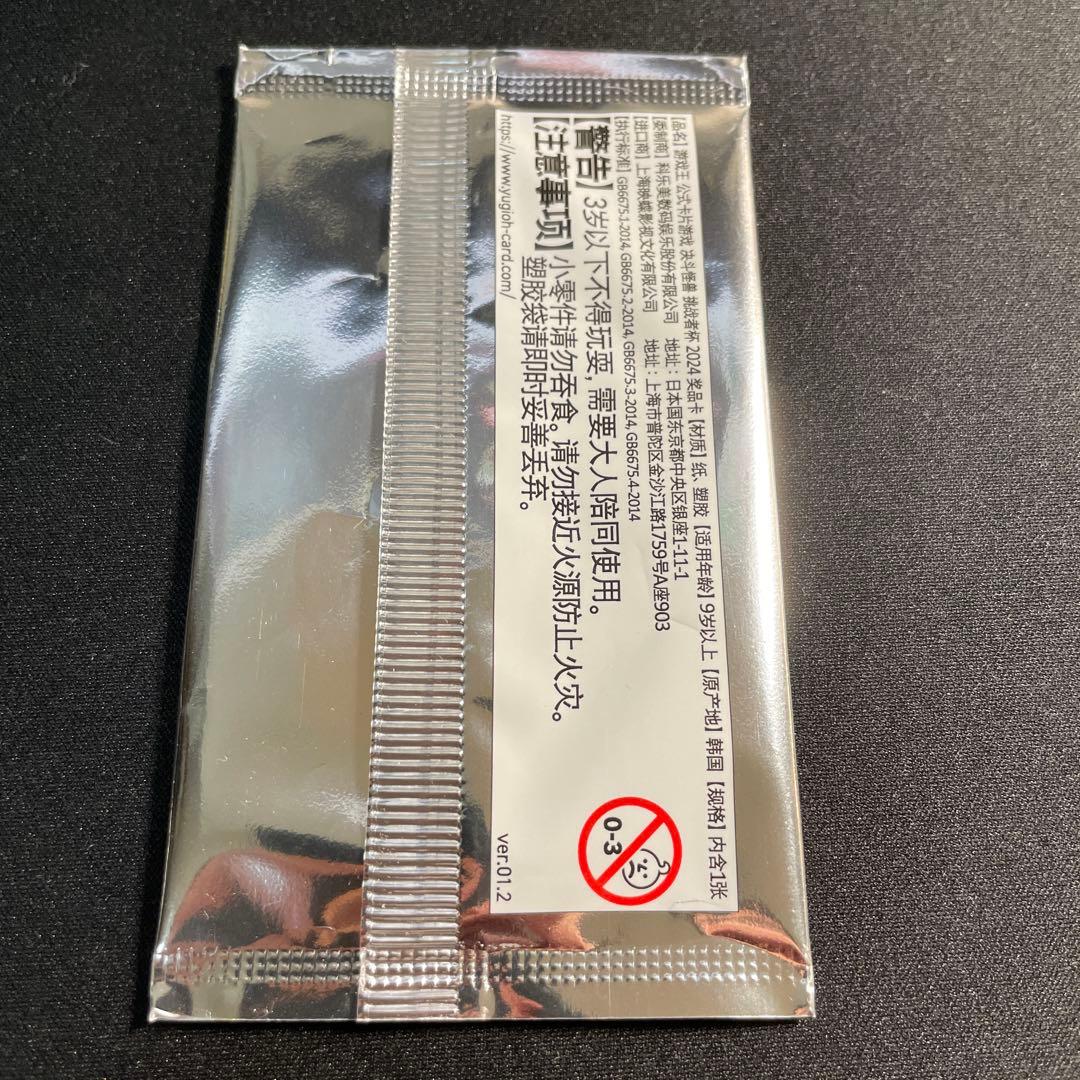 【品名】游戏王 公式卡片游戏 决斗怪兽 挑战者杯 2024 奖品卡【材质】纸、塑胶【适用年龄】9岁以上【原产地】韩国【规格】内含1张
【委制商】科乐美数码娱乐股份有限公司 地址：日本国东京都中央区银座1-11-1
【进口商】上海映蝶影视文化有限公司 地址：上海市普陀区金沙江路1759号A座903
【执行标准】GB6675.1-2014, GB6675.2-2014, GB6675.3-2014, GB6675.4-2014
【警告】3岁以下不得玩耍，需要大人陪同使用。
【注意事项】小零件请勿吞食。请勿接近火源防止火灾。
塑胶袋请即时妥善丢弃。
https://www.yugioh-card.com/
ver.01.2
0-3